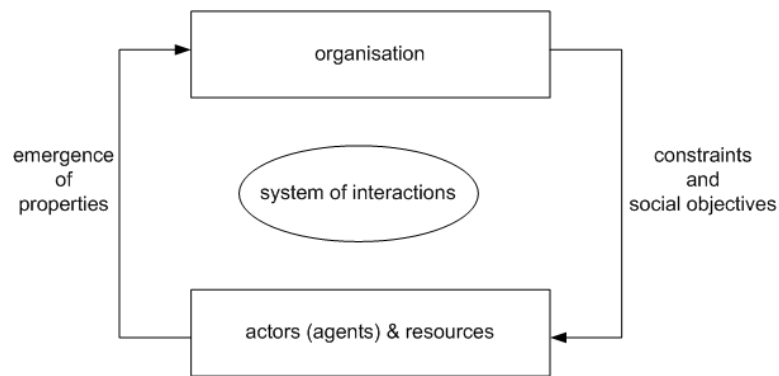 organisation
emergence
of
properties
system of interactions
constraints
and
social objectives
actors (agents) & resources